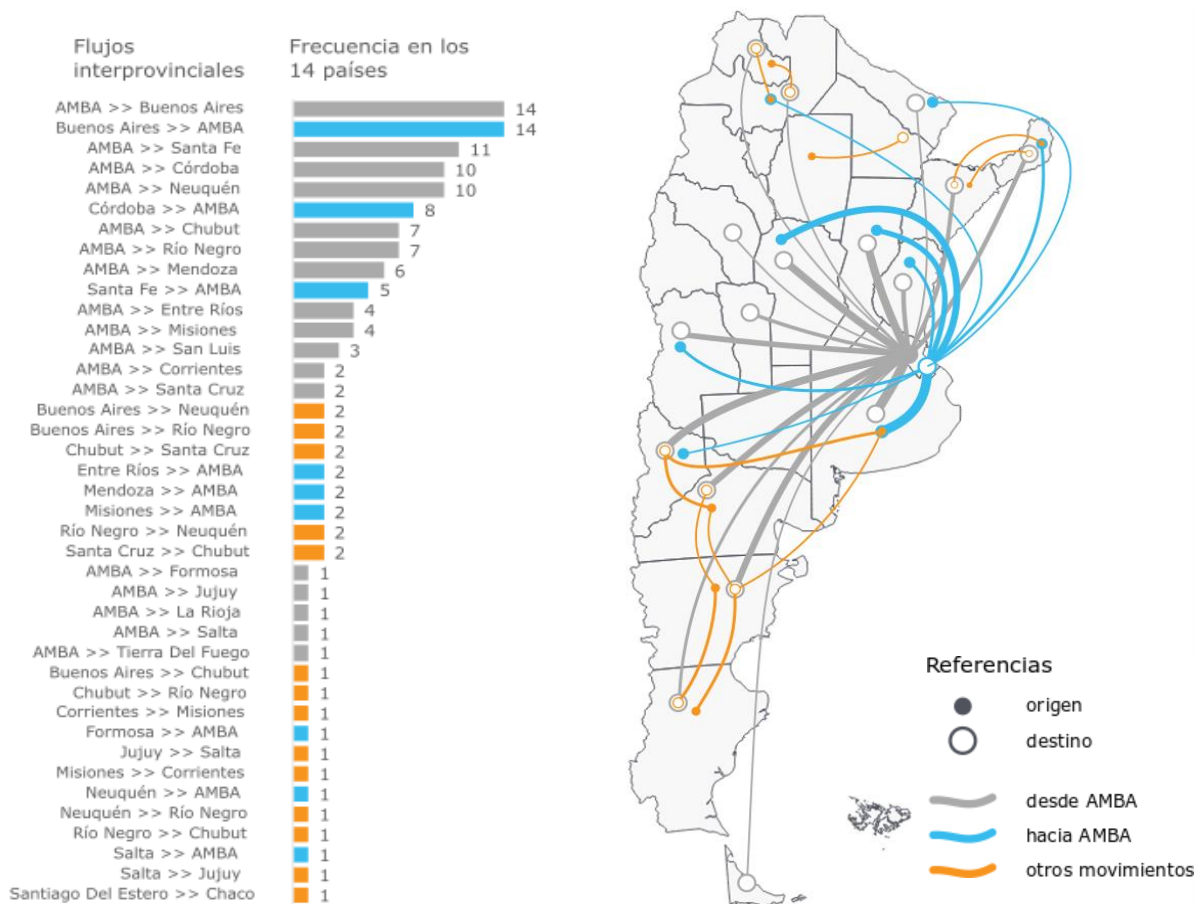 Flujos
interprovinciales
Frecuencia en los
14 países
AMBA >> Buenos Aires 14
Buenos Aires >> AMBA 14
AMBA >> Santa Fe 11
AMBA >> Córdoba 10
AMBA >> Neuquén 10
Córdoba >> AMBA 8
AMBA >> Chubut 7
AMBA >> Río Negro 7
AMBA >> Mendoza 6
Santa Fe >> AMBA 5
AMBA >> Entre Ríos 4
AMBA >> Misiones 4
AMBA >> San Luis 3
AMBA >> Corrientes 2
AMBA >> Santa Cruz 2
Buenos Aires >> Neuquén 2
Buenos Aires >> Río Negro 2
Chubut >> Santa Cruz 2
Entre Ríos >> AMBA 2
Mendoza >> AMBA 2
Misiones >> AMBA 2
Río Negro >> Neuquén 2
Santa Cruz >> Chubut 2
AMBA >> Formosa 1
AMBA >> Jujuy 1
AMBA >> La Rioja 1
AMBA >> Salta 1
AMBA >> Tierra Del Fuego 1
Buenos Aires >> Chubut 1
Chubut >> Río Negro 1
Corrientes >> Misiones 1
Formosa >> AMBA 1
Jujuy >> Salta 1
Misiones >> Corrientes 1
Neuquén >> AMBA 1
Neuquén >> Río Negro 1
Río Negro >> Chubut 1
Salta >> AMBA 1
Salta >> Jujuy 1
Santiago Del Estero >> Chaco 1
Referencias
origen
destino
desde AMBA
hacia AMBA
otros movimientos